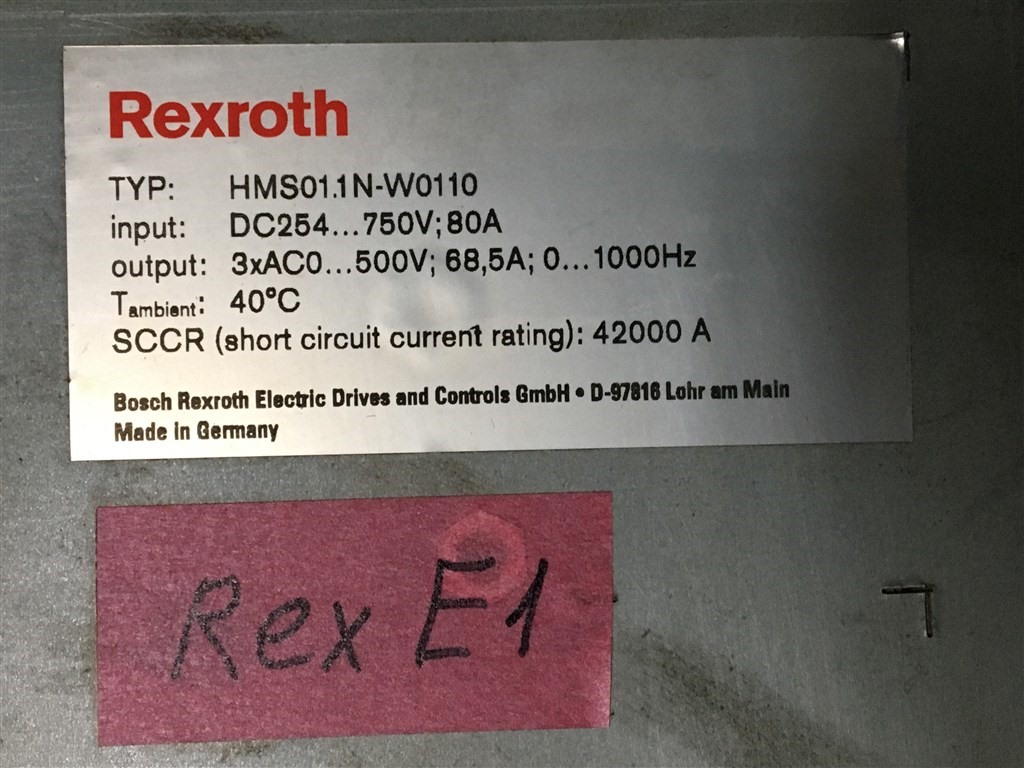 Rexroth
TYP: HMS01.1N-W0110
input: DC254...750V; 80A
output: 3xAC0...500V; 68,5A; 0...1000Hz
Tambient: 40°C
SCCR (short circuit current rating): 42000 A
Bosch Rexroth Electric Drives and Controls GmbH • D-97816 Lohr am Main
Made in Germany
Rex E1